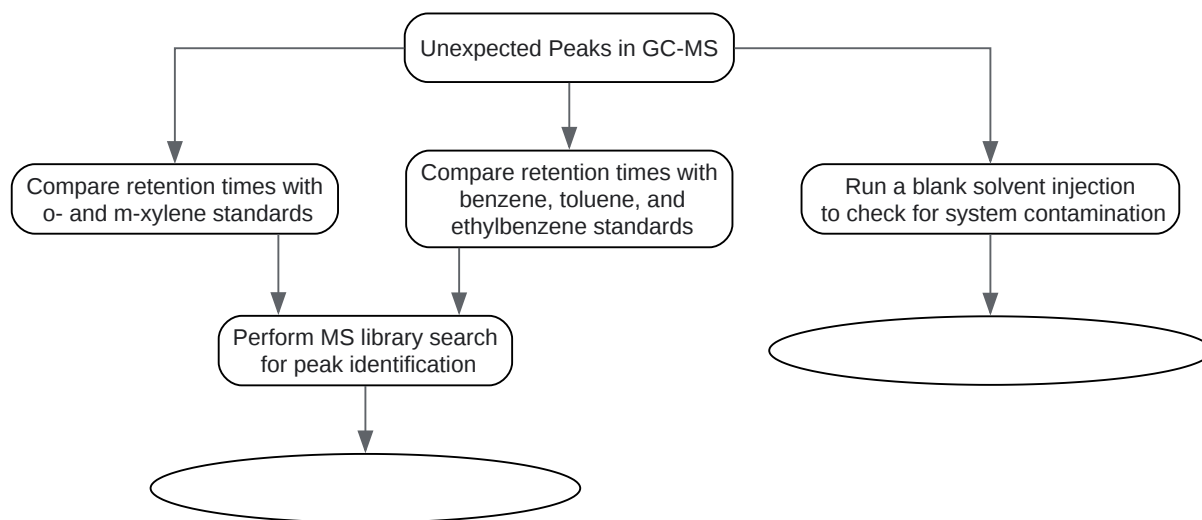 Unexpected Peaks in GC-MS
Compare retention times with
o- and m-xylene standards
Compare retention times with
benzene, toluene, and
ethylbenzene standards
Run a blank solvent injection
to check for system contamination
Perform MS library search
for peak identification